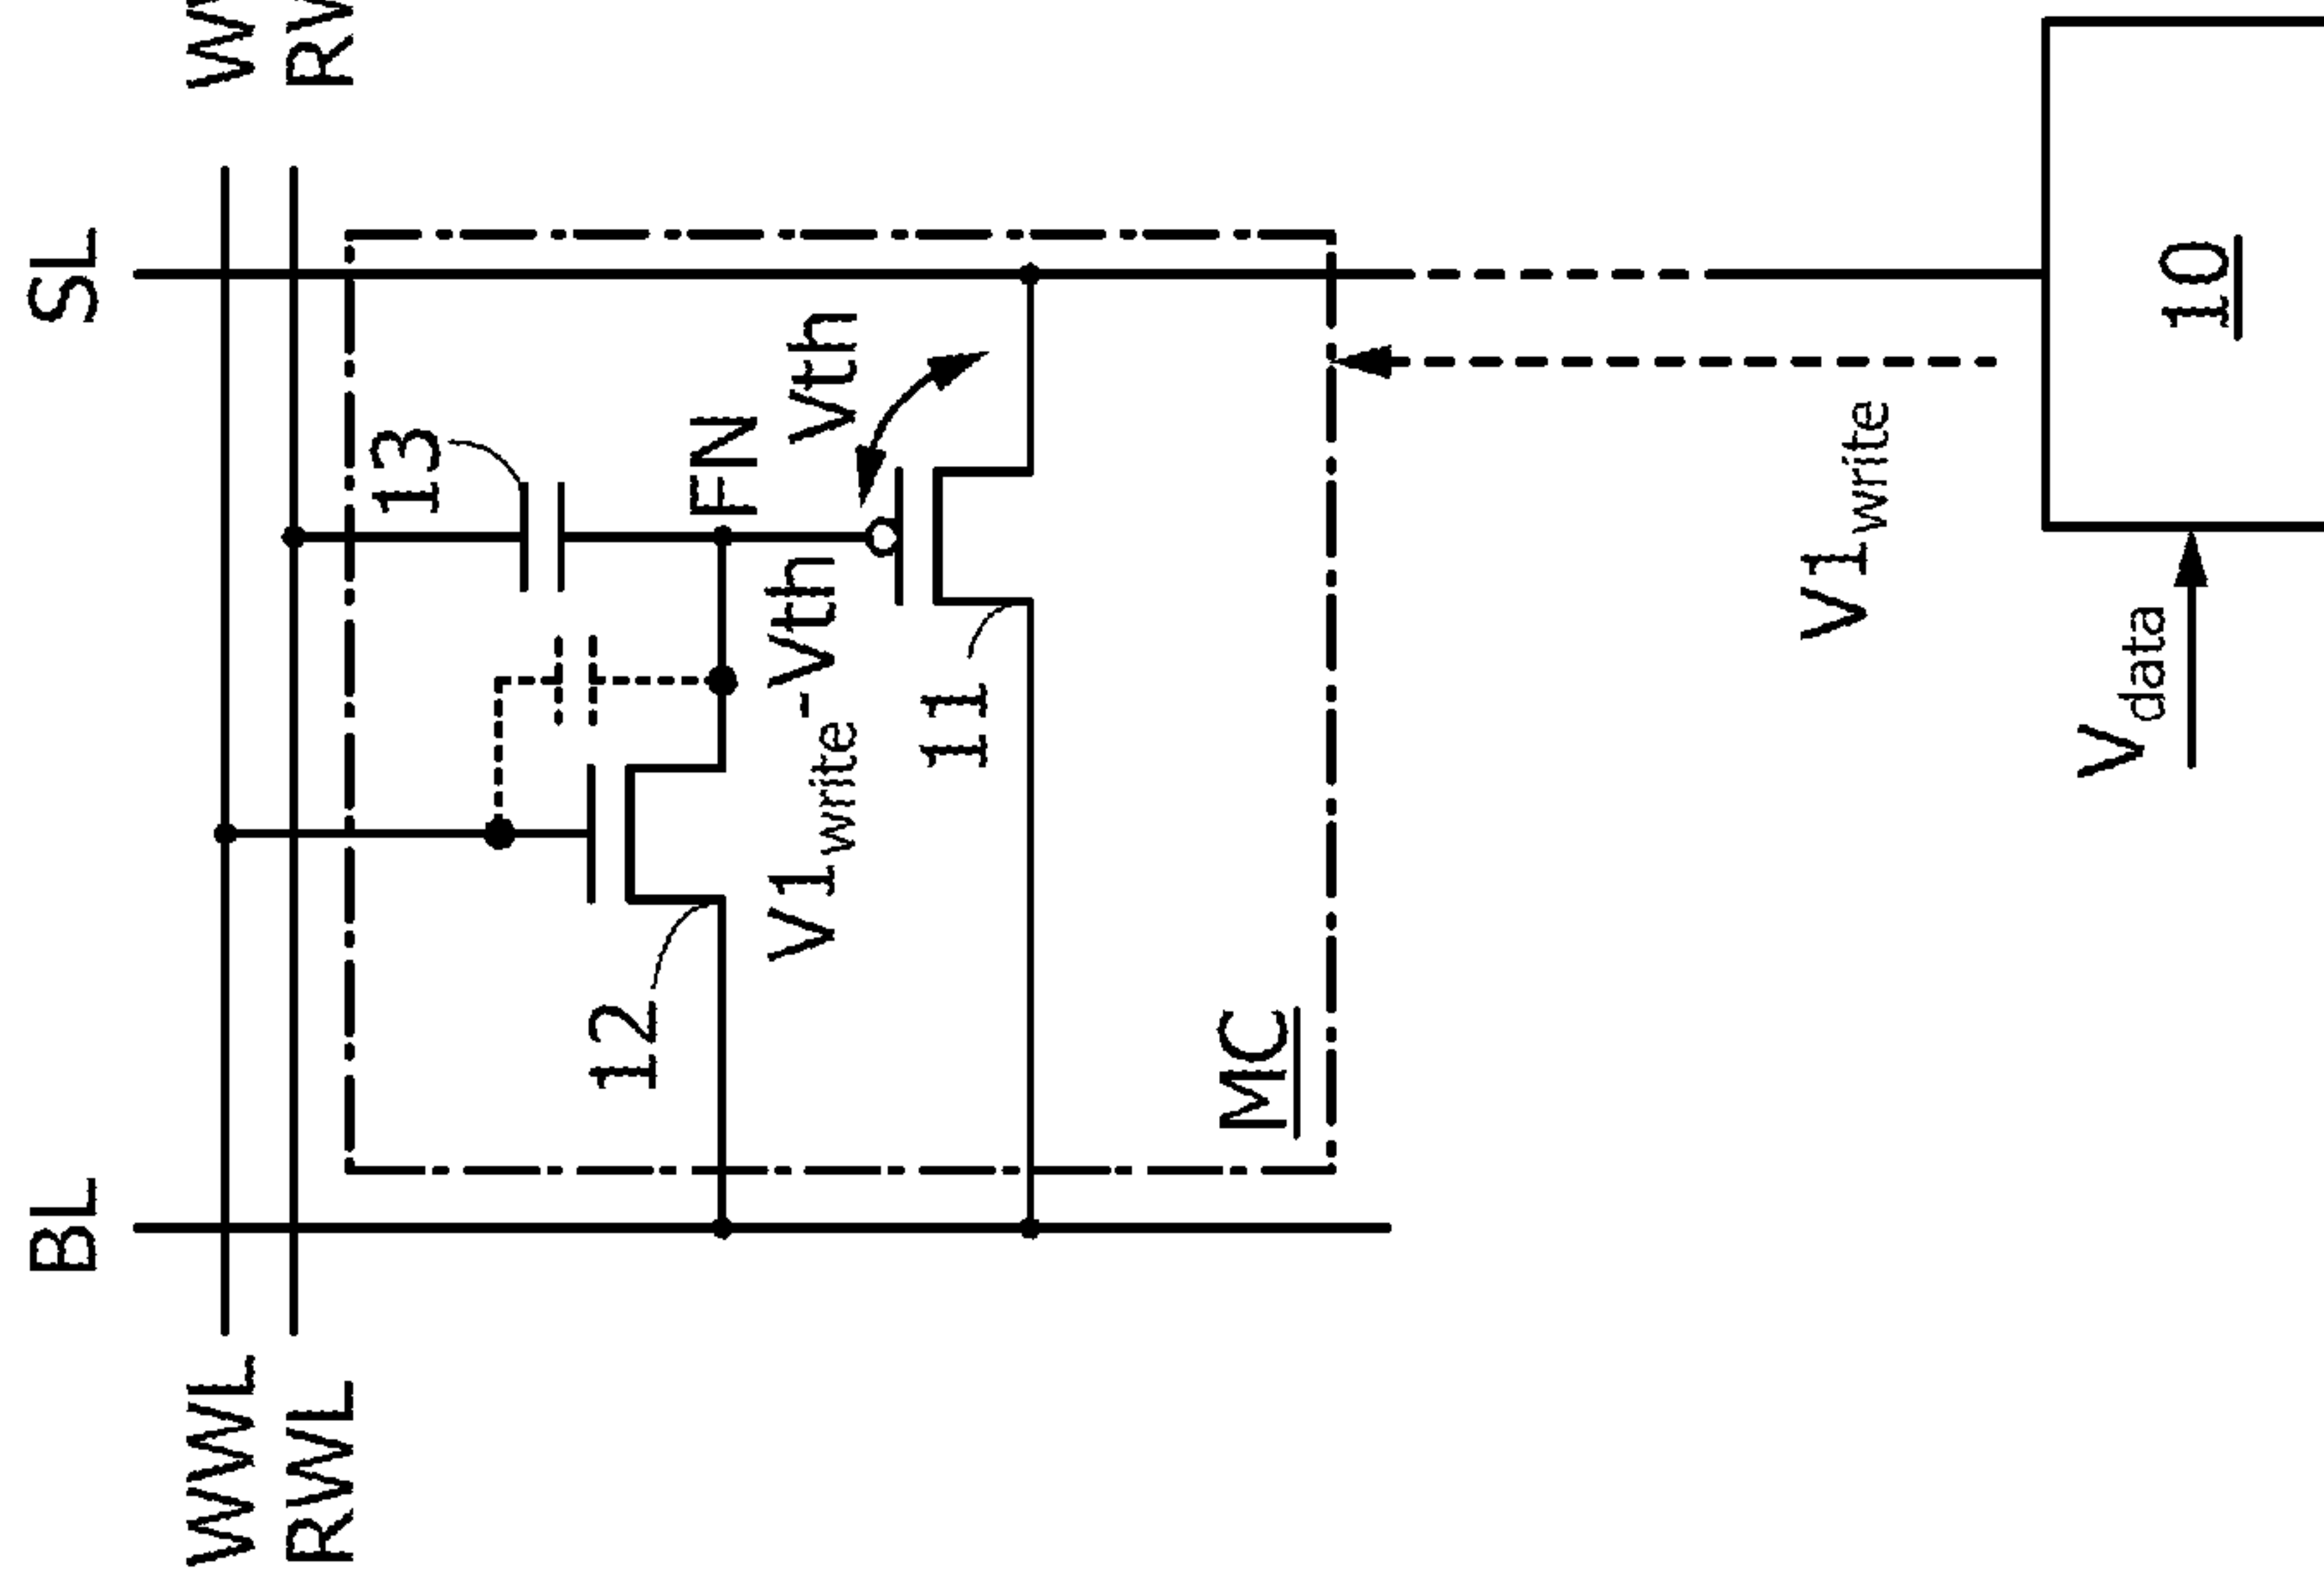 BL
SL
WWL
RWL
13
FN
Vth
12
V1write-Vth
11
MC
V1write
Vdata
10